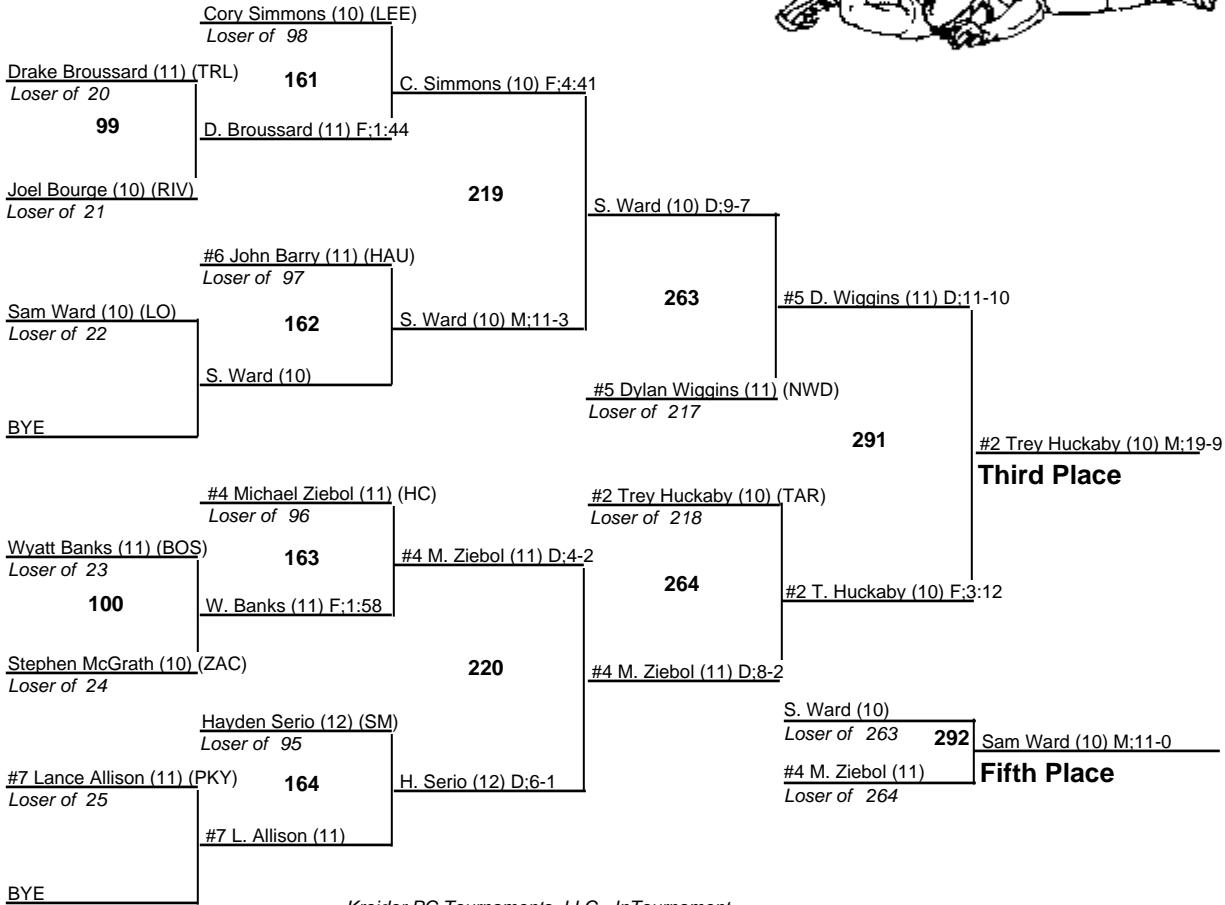 Cory Simmons (10) (LEE)
Loser of 98
Drake Broussard (11) (TRL)
Loser of 20
161
C. Simmons (10) F;4:41
99
D. Broussard (11) F;1:44
Joel Bourge (10) (RIV)
Loser of 21
219
S. Ward (10) D;9-7
#6 John Barry (11) (HAU)
Loser of 97
Sam Ward (10) (LO)
Loser of 22
162
S. Ward (10) M;11-3
263
#5 D. Wiggins (11) D;11-10
S. Ward (10)
#5 Dylan Wiggins (11) (NWD)
Loser of 217
BYE
291
#2 Trey Huckaby (10) M;19-9
Third Place
#4 Michael Ziebol (11) (HC)
Loser of 96
#2 Trey Huckaby (10) (TAR)
Loser of 218
Wyatt Banks (11) (BOS)
Loser of 23
163
#4 M. Ziebol (11) D;4-2
264
100
W. Banks (11) F;1:58
#2 T. Huckaby (10) F;3:12
Stephen McGrath (10) (ZAC)
Loser of 24
220
#4 M. Ziebol (11) D;8-2
Hayden Serio (12) (SM)
Loser of 95
S. Ward (10)
Loser of 263
292
Sam Ward (10) M;11-0
Fifth Place
#7 Lance Allison (11) (PKY)
Loser of 25
164
H. Serio (12) D;6-1
#4 M. Ziebol (11)
Loser of 264
#7 L. Allison (11)
BYE